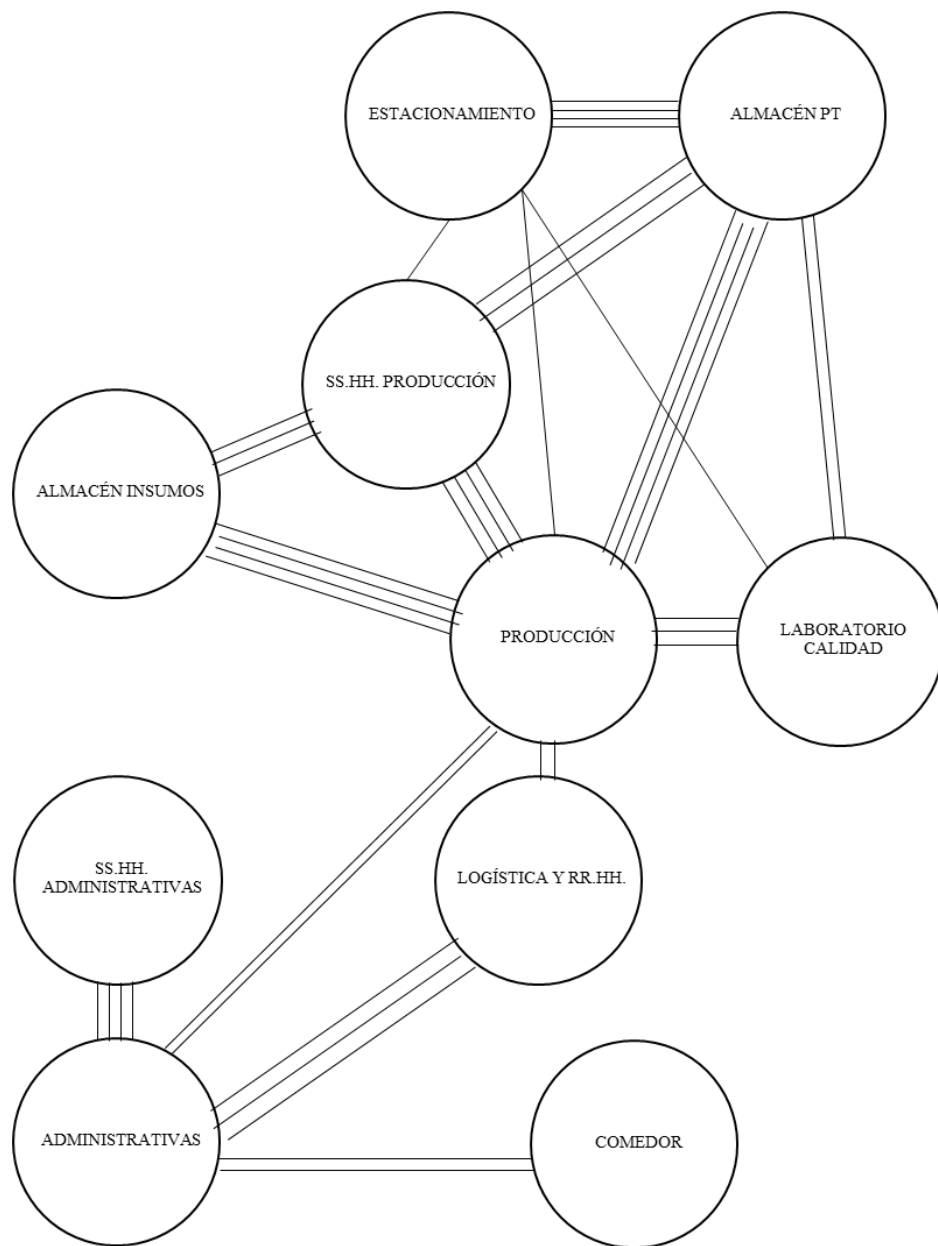 ESTACIONAMIENTO
ALMACÉN PT
SS.HH. PRODUCCIÓN
ALMACÉN INSUMOS
PRODUCCIÓN
LABORATORIO
CALIDAD
SS.HH.
ADMINISTRATIVAS
LOGÍSTICA Y RR.HH.
ADMINISTRATIVAS
COMEDOR